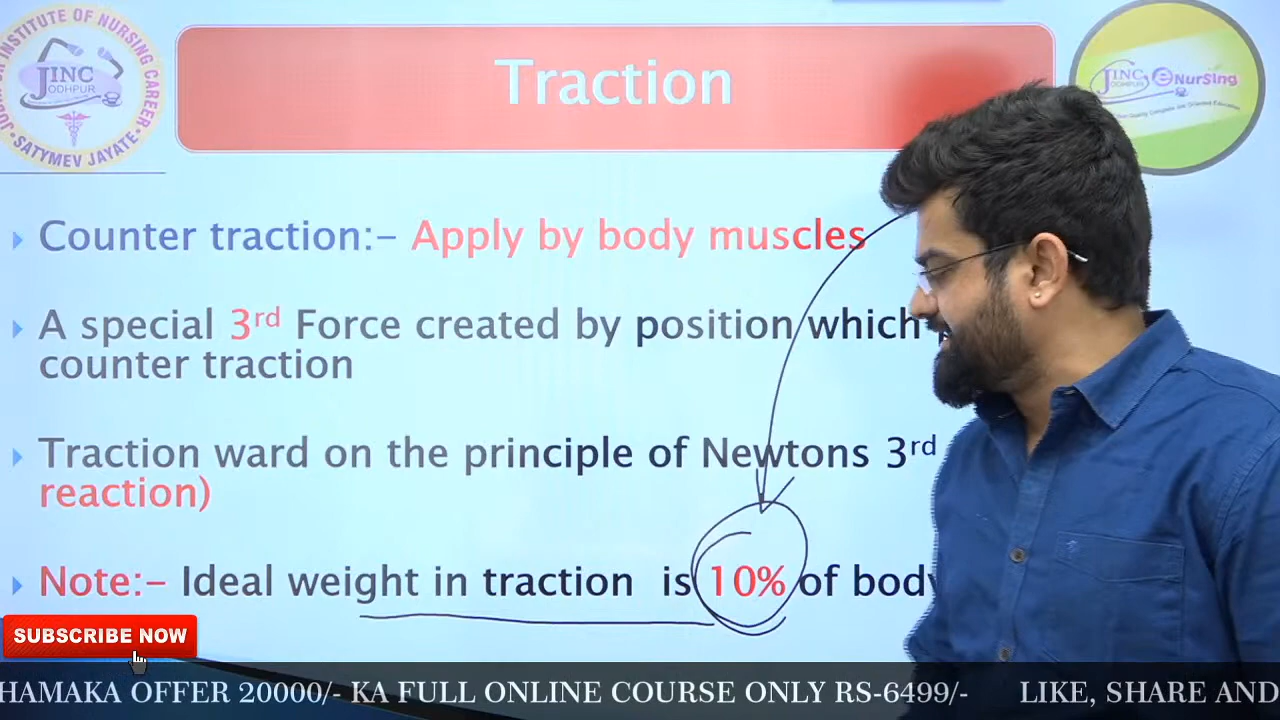 JINC
JODHPUR
INSTITUTE OF NURSING CAREER
SATYMEV JAYATE
Traction
JINC
JODHPUR
eNursing
Counter traction:- Apply by body muscles
A special 3rd Force created by position which
counter traction
Traction ward on the principle of Newtons 3rd
reaction)
Note:- Ideal weight in traction is 10% of body
SUBSCRIBE NOW
HAMAKA OFFER 20000/- KA FULL ONLINE COURSE ONLY RS-6499/- LIKE, SHARE AND